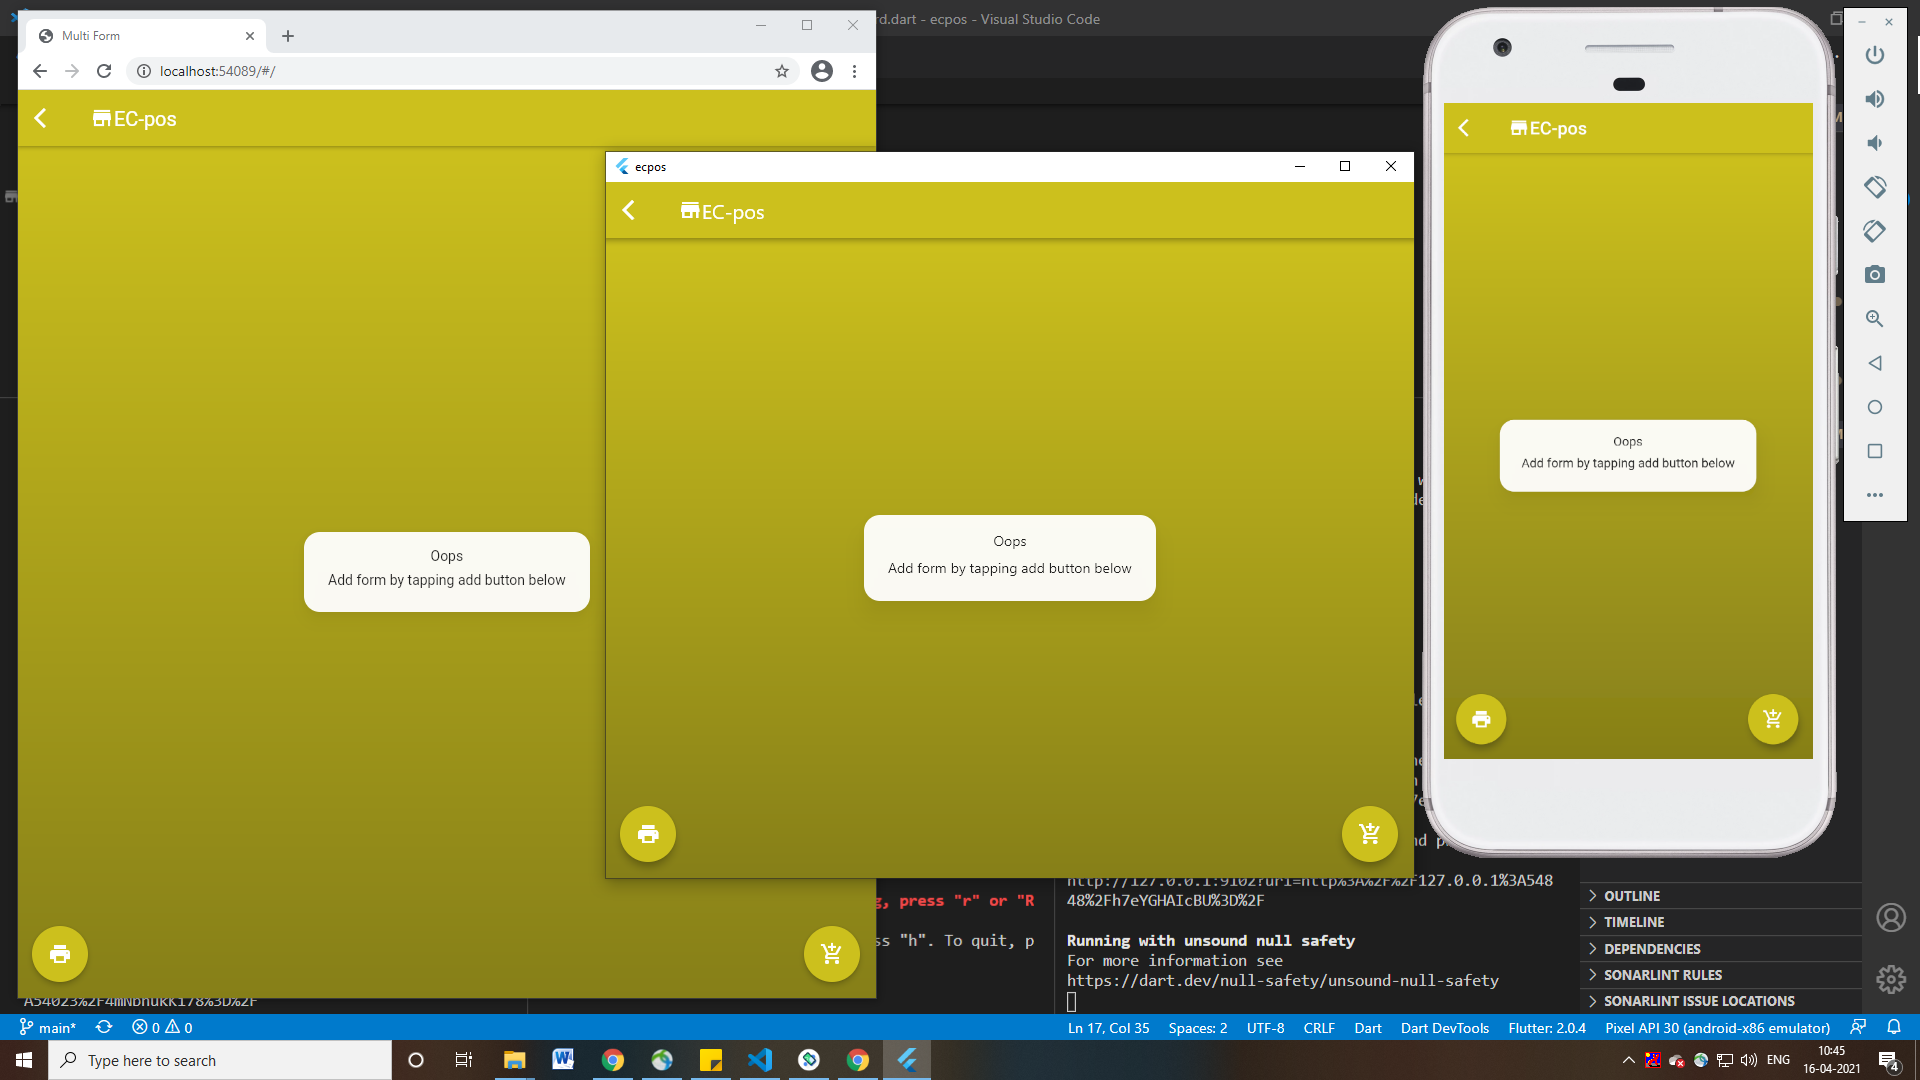 rd.dart - ecpos - Visual Studio Code
Multi Form
localhost:54089/#/
EC-pos
Oops
Add form by tapping add button below
ecpos
EC-pos
Oops
Add form by tapping add button below
EC-pos
Oops
Add form by tapping add button below
g, press "r" or "R
ss "h". To quit, p
http://127.0.0.1:9102?uri=http%3A%2F%2F127.0.0.1%3A548
48%2Fh7eYGHAIcBU%3D%2F
Running with unsound null safety
For more information see
https://dart.dev/null-safety/unsound-null-safety
OUTLINE
TIMELINE
DEPENDENCIES
SONARLINT RULES
SONARLINT ISSUE LOCATIONS
main* 0 0
Ln 17, Col 35 Spaces: 2 UTF-8 CRLF Dart Dart DevTools Flutter: 2.0.4 Pixel API 30 (android-x86 emulator)
Type here to search
ENG
10:45
16-04-2021
4